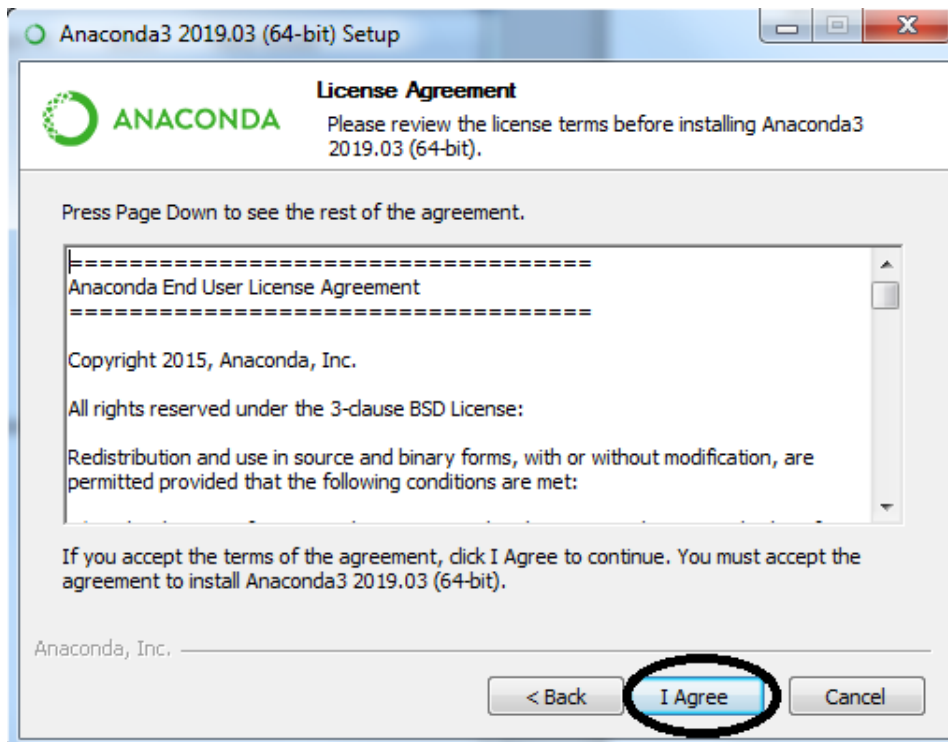 Anaconda3 2019.03 (64-bit) Setup
ANACONDA
License Agreement
Please review the license terms before installing Anaconda3
2019.03 (64-bit).
Press Page Down to see the rest of the agreement.
===================================
Anaconda End User License Agreement
===================================
Copyright 2015, Anaconda, Inc.
All rights reserved under the 3-clause BSD License:
Redistribution and use in source and binary forms, with or without modification, are
permitted provided that the following conditions are met:
If you accept the terms of the agreement, click I Agree to continue. You must accept the
agreement to install Anaconda3 2019.03 (64-bit).
Anaconda, Inc.
< Back
I Agree
Cancel